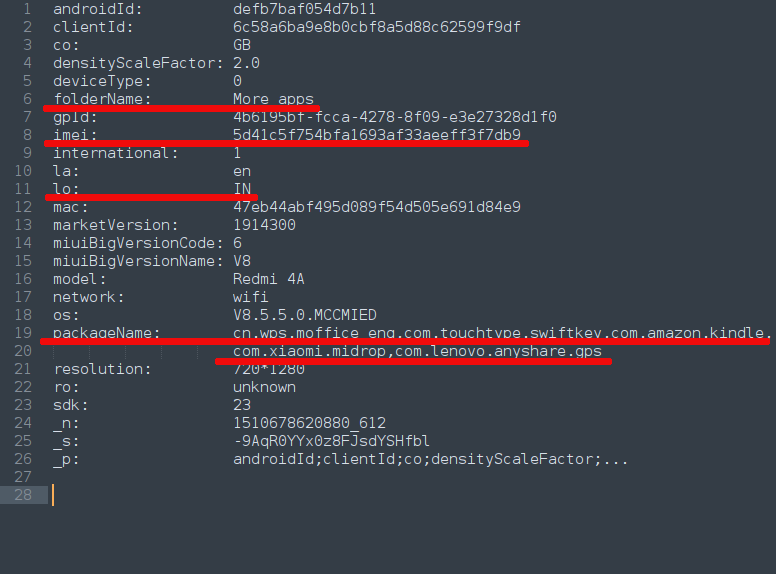 1 androidId: defb7baf054d7b11
2 clientId: 6c58a6ba9e8b0cbf8a5d88c62599f9df
3 co: GB
4 densityScaleFactor: 2.0
5 deviceType: 0
6 folderName: More apps
7 gpId: 4b6195bf-fcca-4278-8f09-e3e27328d1f0
8 imei: 5d41c5f754bfa1693af33aeeff3f7db9
9 international: 1
10 la: en
11 lo: IN
12 mac: 47eb44abf495d089f54d505e691d84e9
13 marketVersion: 1914300
14 miuiBigVersionCode: 6
15 miuiBigVersionName: V8
16 model: Redmi 4A
17 network: wifi
18 os: V8.5.5.0.MCCMIED
19 packageName: cn.wps.moffice_eng,com.touchtype.swiftkey,com.amazon.kindle,
20 com.xiaomi.midrop,com.lenovo.anyshare.gps
21 resolution: 720*1280
22 ro: unknown
23 sdk: 23
24 _n: 1510678620880_612
25 _s: -9AqR0YYx0z8FJsdYSHfbl
26 _p: androidId;clientId;co;densityScaleFactor;...
27
28